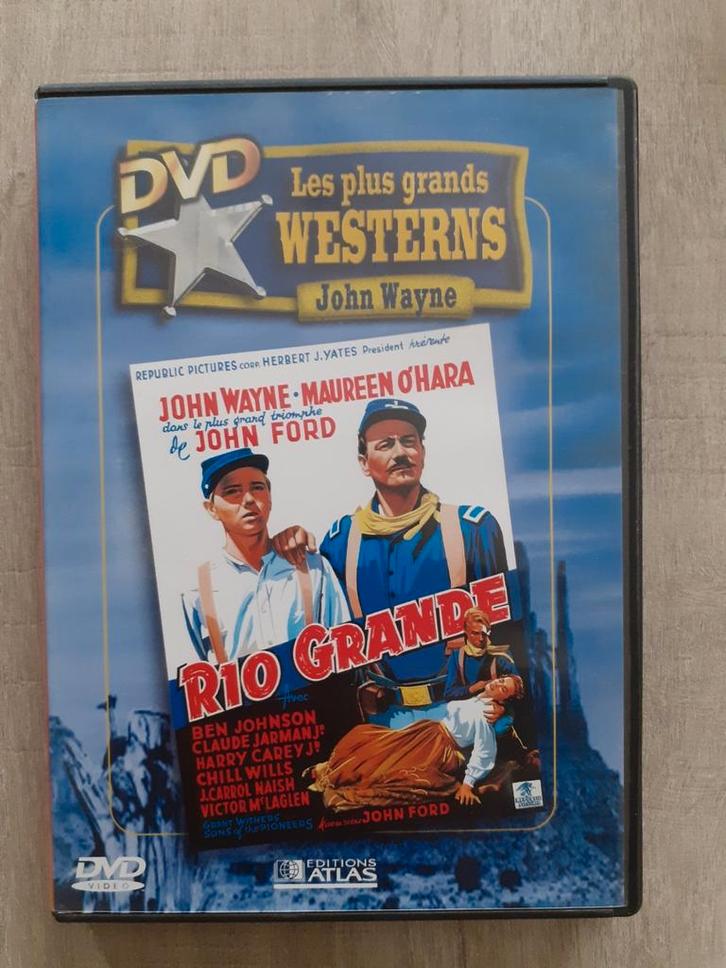 DVD
Les plus grands
WESTERNS
John Wayne
REPUBLIC PICTURES CORP. HERBERT J. YATES President présente
JOHN WAYNE · MAUREEN O'HARA
dans le plus grand triomphe
de JOHN FORD
RIO GRANDE
Avec
BEN JOHNSON
CLAUDE JARMAN Jr
HARRY CAREY Jr
CHILL WILLS
J. CARROL NAISH
VICTOR McLAGLEN
GRANT WITHERS
SONS of the PIONEERS
JOHN FORD
DVD
VIDEO
EDITIONS
ATLAS